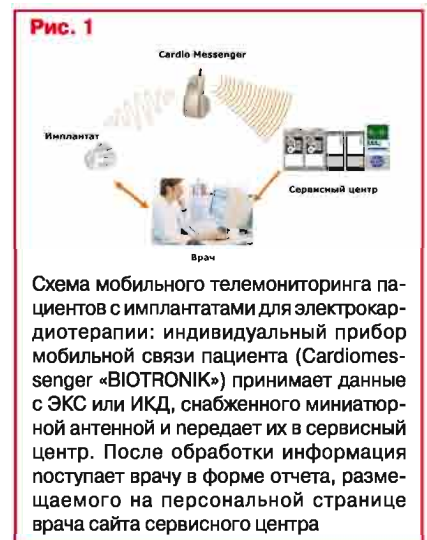 Рис. 1
Cardio Messenger
Имплантат
Сервисный центр
Врач
Схема мобильного телемониторинга па-
циентов с имплантатами для электрокар-
диотерапии: индивидуальный прибор
мобильной связи пациента (Cardiomes-
senger «BIOTRONIK») принимает данные
с ЭКС или ИКД, снабженного миниатюр-
ной антенной и передает их в сервисный
центр. После обработки информация
поступает врачу в форме отчета, разме-
щаемого на персональной странице
врача сайта сервисного центра